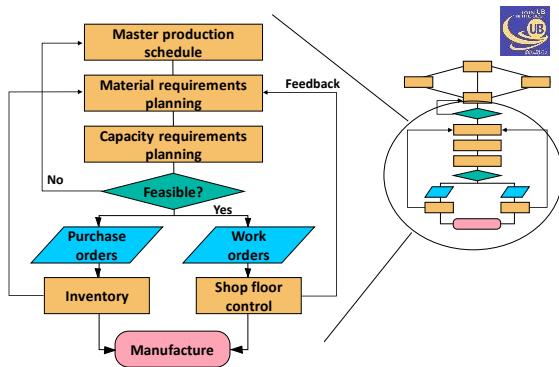 Master production
schedule
Material requirements
planning
Feedback
Capacity requirements
planning
No
Feasible?
Yes
Purchase
orders
Work
orders
Inventory
Shop floor
control
Manufacture
UB